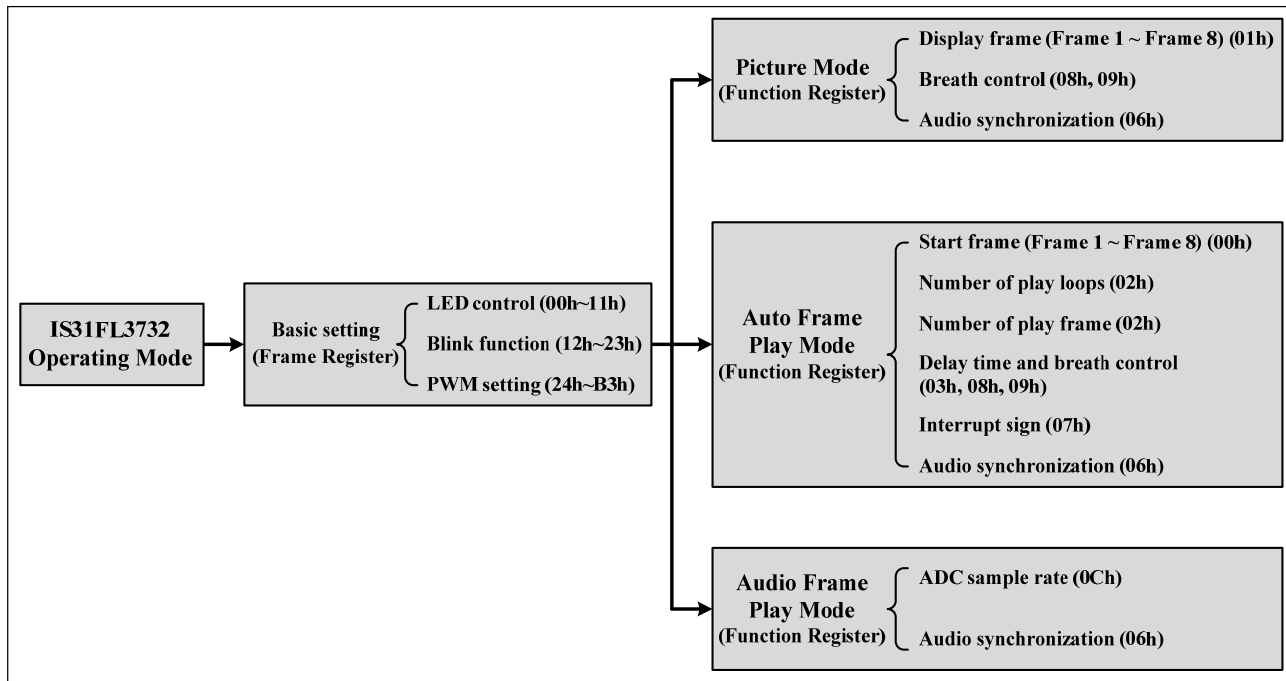 IS31FL3732
Operating Mode
Basic setting
(Frame Register)
LED control (00h~11h)
Blink function (12h~23h)
PWM setting (24h~B3h)
Picture Mode
(Function Register)
Display frame (Frame 1 ~ Frame 8) (01h)
Breath control (08h, 09h)
Audio synchronization (06h)
Auto Frame
Play Mode
(Function Register)
Start frame (Frame 1 ~ Frame 8) (00h)
Number of play loops (02h)
Number of play frame (02h)
Delay time and breath control
(03h, 08h, 09h)
Interrupt sign (07h)
Audio synchronization (06h)
Audio Frame
Play Mode
(Function Register)
ADC sample rate (0Ch)
Audio synchronization (06h)